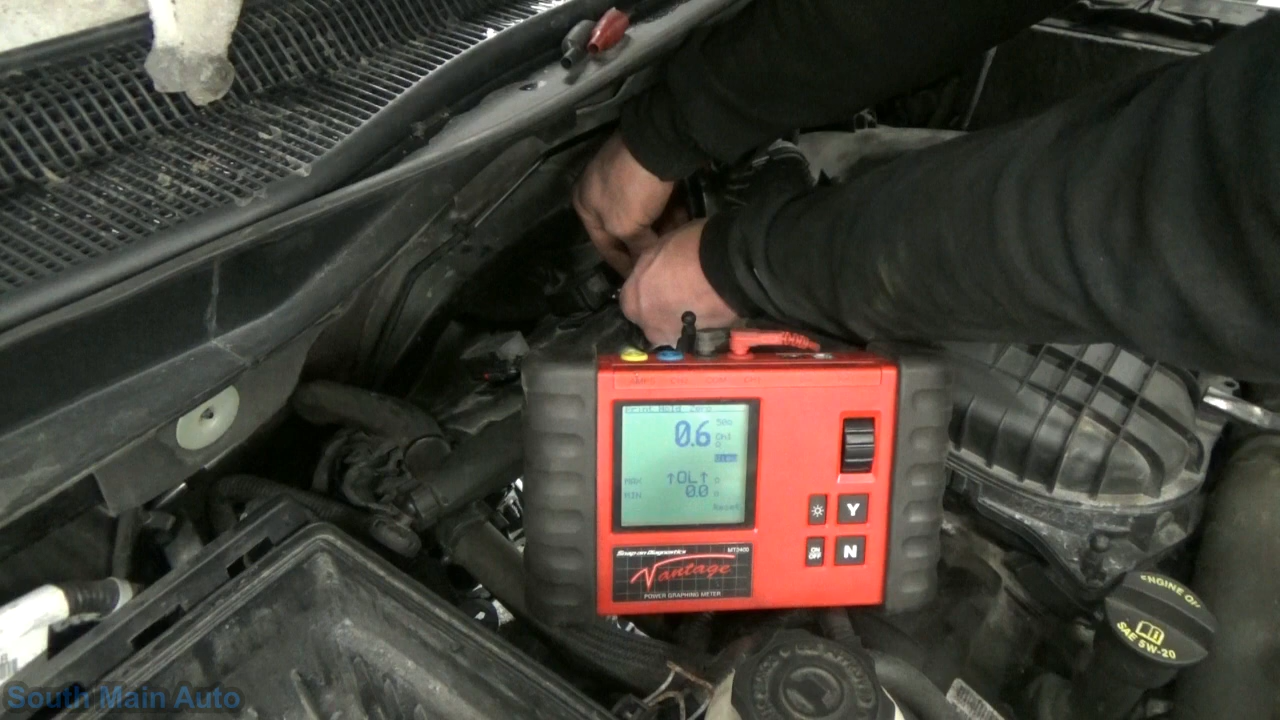 Print Hold Zero
0.6
Ch1
View
MAX ↑OL↑
MIN 0.0
Reset
ON
OFF
Y
N
Snap-on Diagnostics MT2400
Vantage
POWER GRAPHING METER
ENGINE OIL
SAE 5W-20
South Main Auto